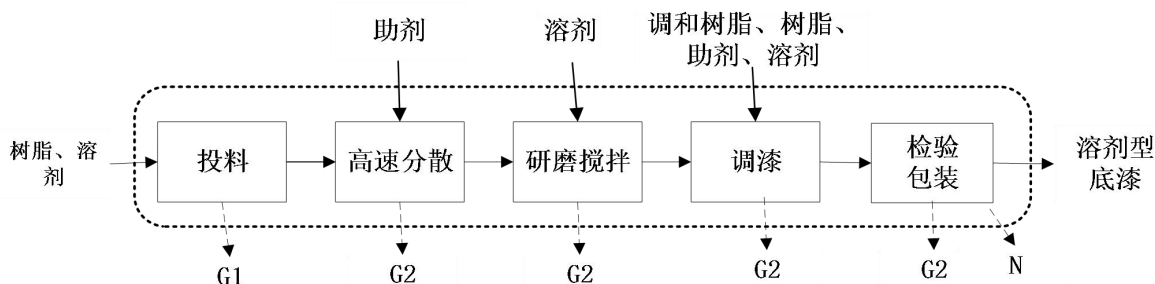 助剂
溶剂
调和树脂、树脂、
助剂、溶剂
树脂、溶
剂
投料
高速分散
研磨搅拌
调漆
检验
包装
溶剂型
底漆
G1
G2
G2
G2
G2
N